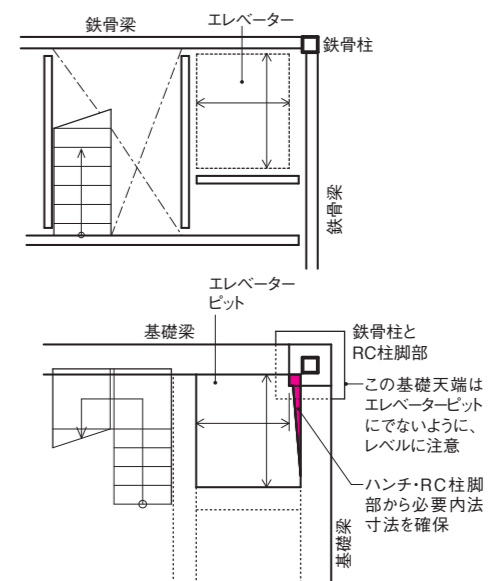 鉄骨梁
エレベーター
鉄骨柱
鉄骨梁
エレベーター
ピット
基礎梁
鉄骨柱と
RC柱脚部
この基礎天端は
エレベーターピット
にでないように、
レベルに注意
ハンチ・RC柱脚
部から必要内法
寸法を確保
基礎梁